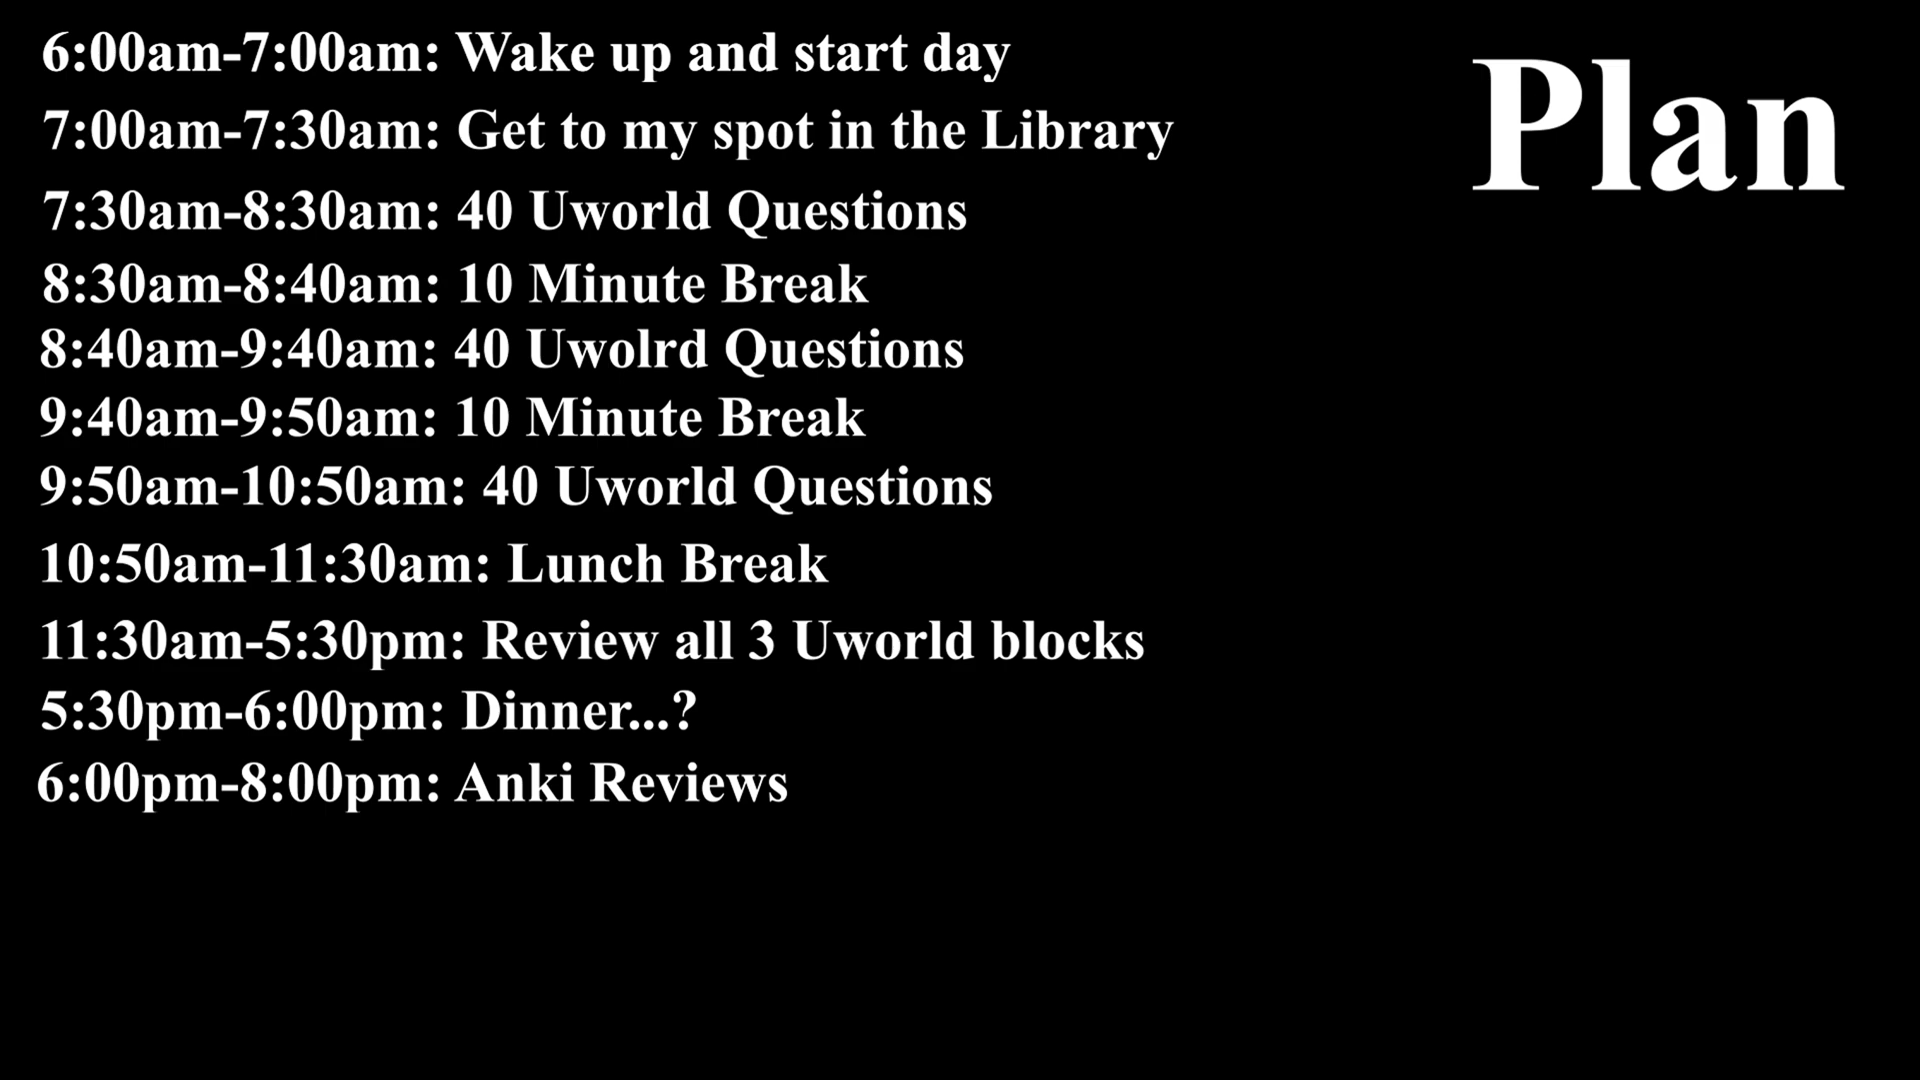 6:00am-7:00am: Wake up and start day
Plan
7:00am-7:30am: Get to my spot in the Library
7:30am-8:30am: 40 Uworld Questions
8:30am-8:40am: 10 Minute Break
8:40am-9:40am: 40 Uwolrd Questions
9:40am-9:50am: 10 Minute Break
9:50am-10:50am: 40 Uworld Questions
10:50am-11:30am: Lunch Break
11:30am-5:30pm: Review all 3 Uworld blocks
5:30pm-6:00pm: Dinner...?
6:00pm-8:00pm: Anki Reviews